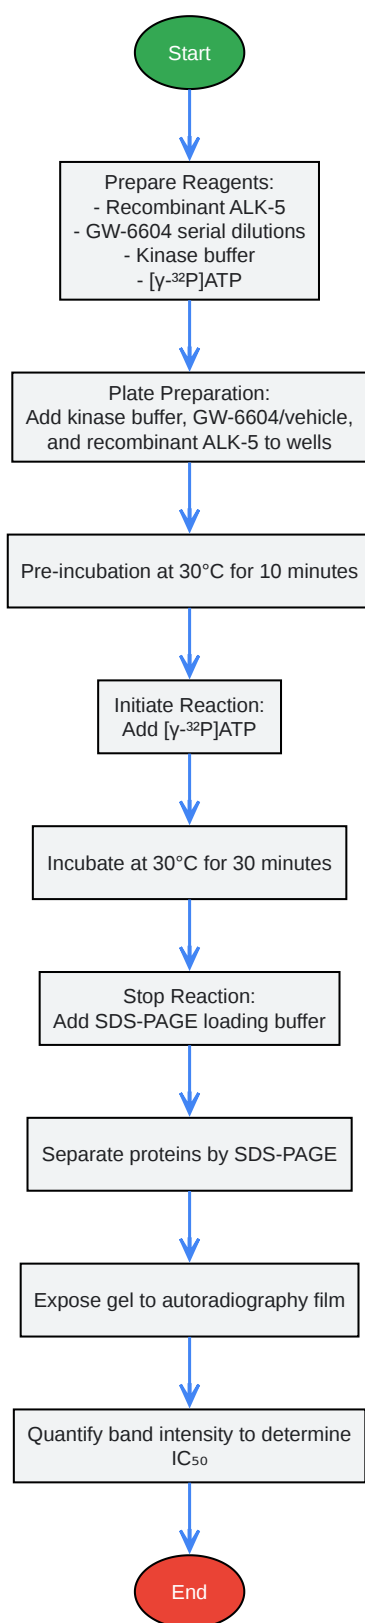 Start
Prepare Reagents:
- Recombinant ALK-5
- GW-6604 serial dilutions
- Kinase buffer
- [γ-³²P]ATP
Plate Preparation:
Add kinase buffer, GW-6604/vehicle,
and recombinant ALK-5 to wells
Pre-incubation at 30°C for 10 minutes
Initiate Reaction:
Add [γ-³²P]ATP
Incubate at 30°C for 30 minutes
Stop Reaction:
Add SDS-PAGE loading buffer
Separate proteins by SDS-PAGE
Expose gel to autoradiography film
Quantify band intensity to determine
IC₅₀
End